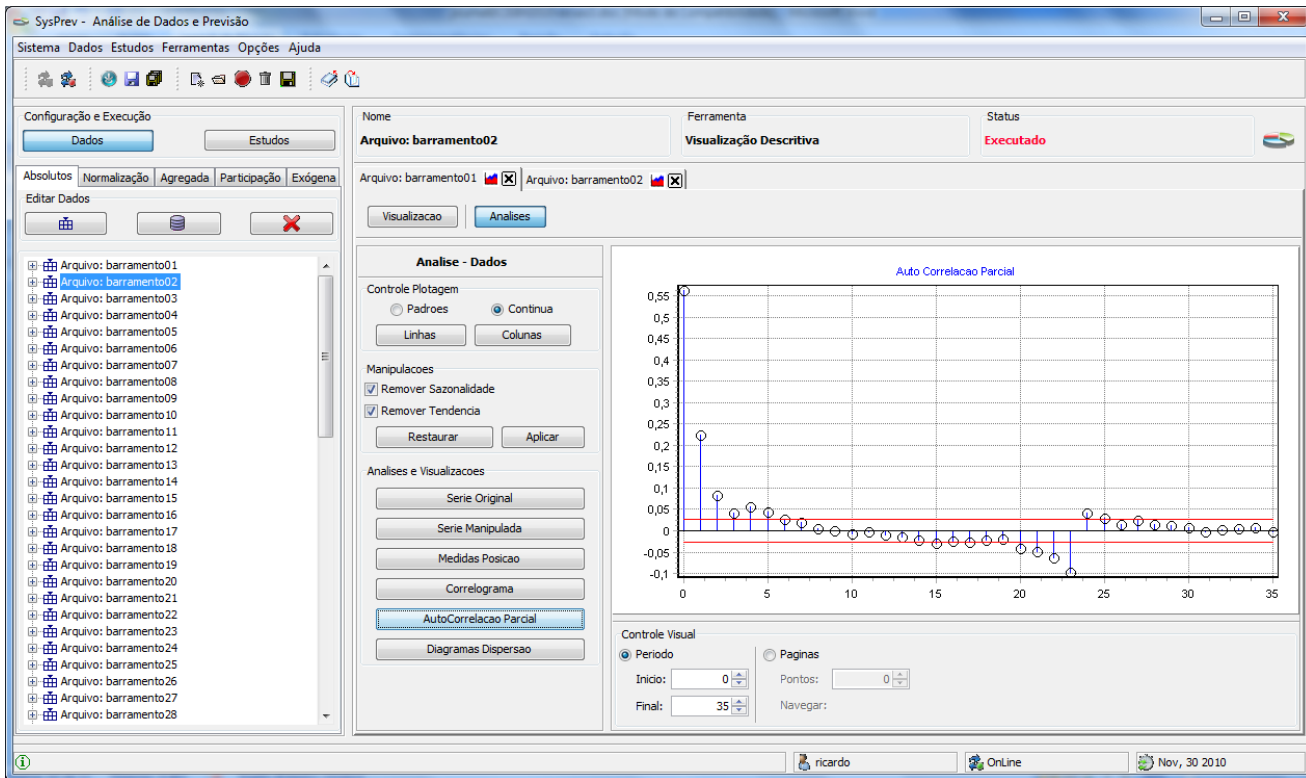 SysPrev - Análise de Dados e Previsão
Sistema Dados Estudos Ferramentas Opções Ajuda
Configuração e Execução
Dados Estudos
Absolutos Normalização Agregada Participação Exógena
Editar Dados
Arquivo: barramento01
Arquivo: barramento02
Arquivo: barramento03
Arquivo: barramento04
Arquivo: barramento05
Arquivo: barramento06
Arquivo: barramento07
Arquivo: barramento08
Arquivo: barramento09
Arquivo: barramento10
Arquivo: barramento11
Arquivo: barramento12
Arquivo: barramento13
Arquivo: barramento14
Arquivo: barramento15
Arquivo: barramento16
Arquivo: barramento17
Arquivo: barramento18
Arquivo: barramento19
Arquivo: barramento20
Arquivo: barramento21
Arquivo: barramento22
Arquivo: barramento23
Arquivo: barramento24
Arquivo: barramento25
Arquivo: barramento26
Arquivo: barramento27
Arquivo: barramento28
Nome Ferramenta Status
Arquivo: barramento02 Visualização Descritiva Executado
Arquivo: barramento01 Arquivo: barramento02
Visualizacao Analises
Analise - Dados
Controle Plotagem
Padroes Continua
Linhas Colunas
Manipulacoes
Remover Sazonalidade
Remover Tendencia
Restaurar Aplicar
Analises e Visualizacoes
Serie Original
Serie Manipulada
Medidas Posicao
Correlograma
AutoCorrelacao Parcial
Diagramas Dispersao
Auto Correlacao Parcial
0,55
0,5
0,45
0,4
0,35
0,3
0,25
0,2
0,15
0,1
0,05
0
-0,05
-0,1
0 5 10 15 20 25 30 35
Controle Visual
Periodo Paginas
Inicio: 0 Pontos: 0
Final: 35 Navegar:
ricardo OnLine Nov, 30 2010